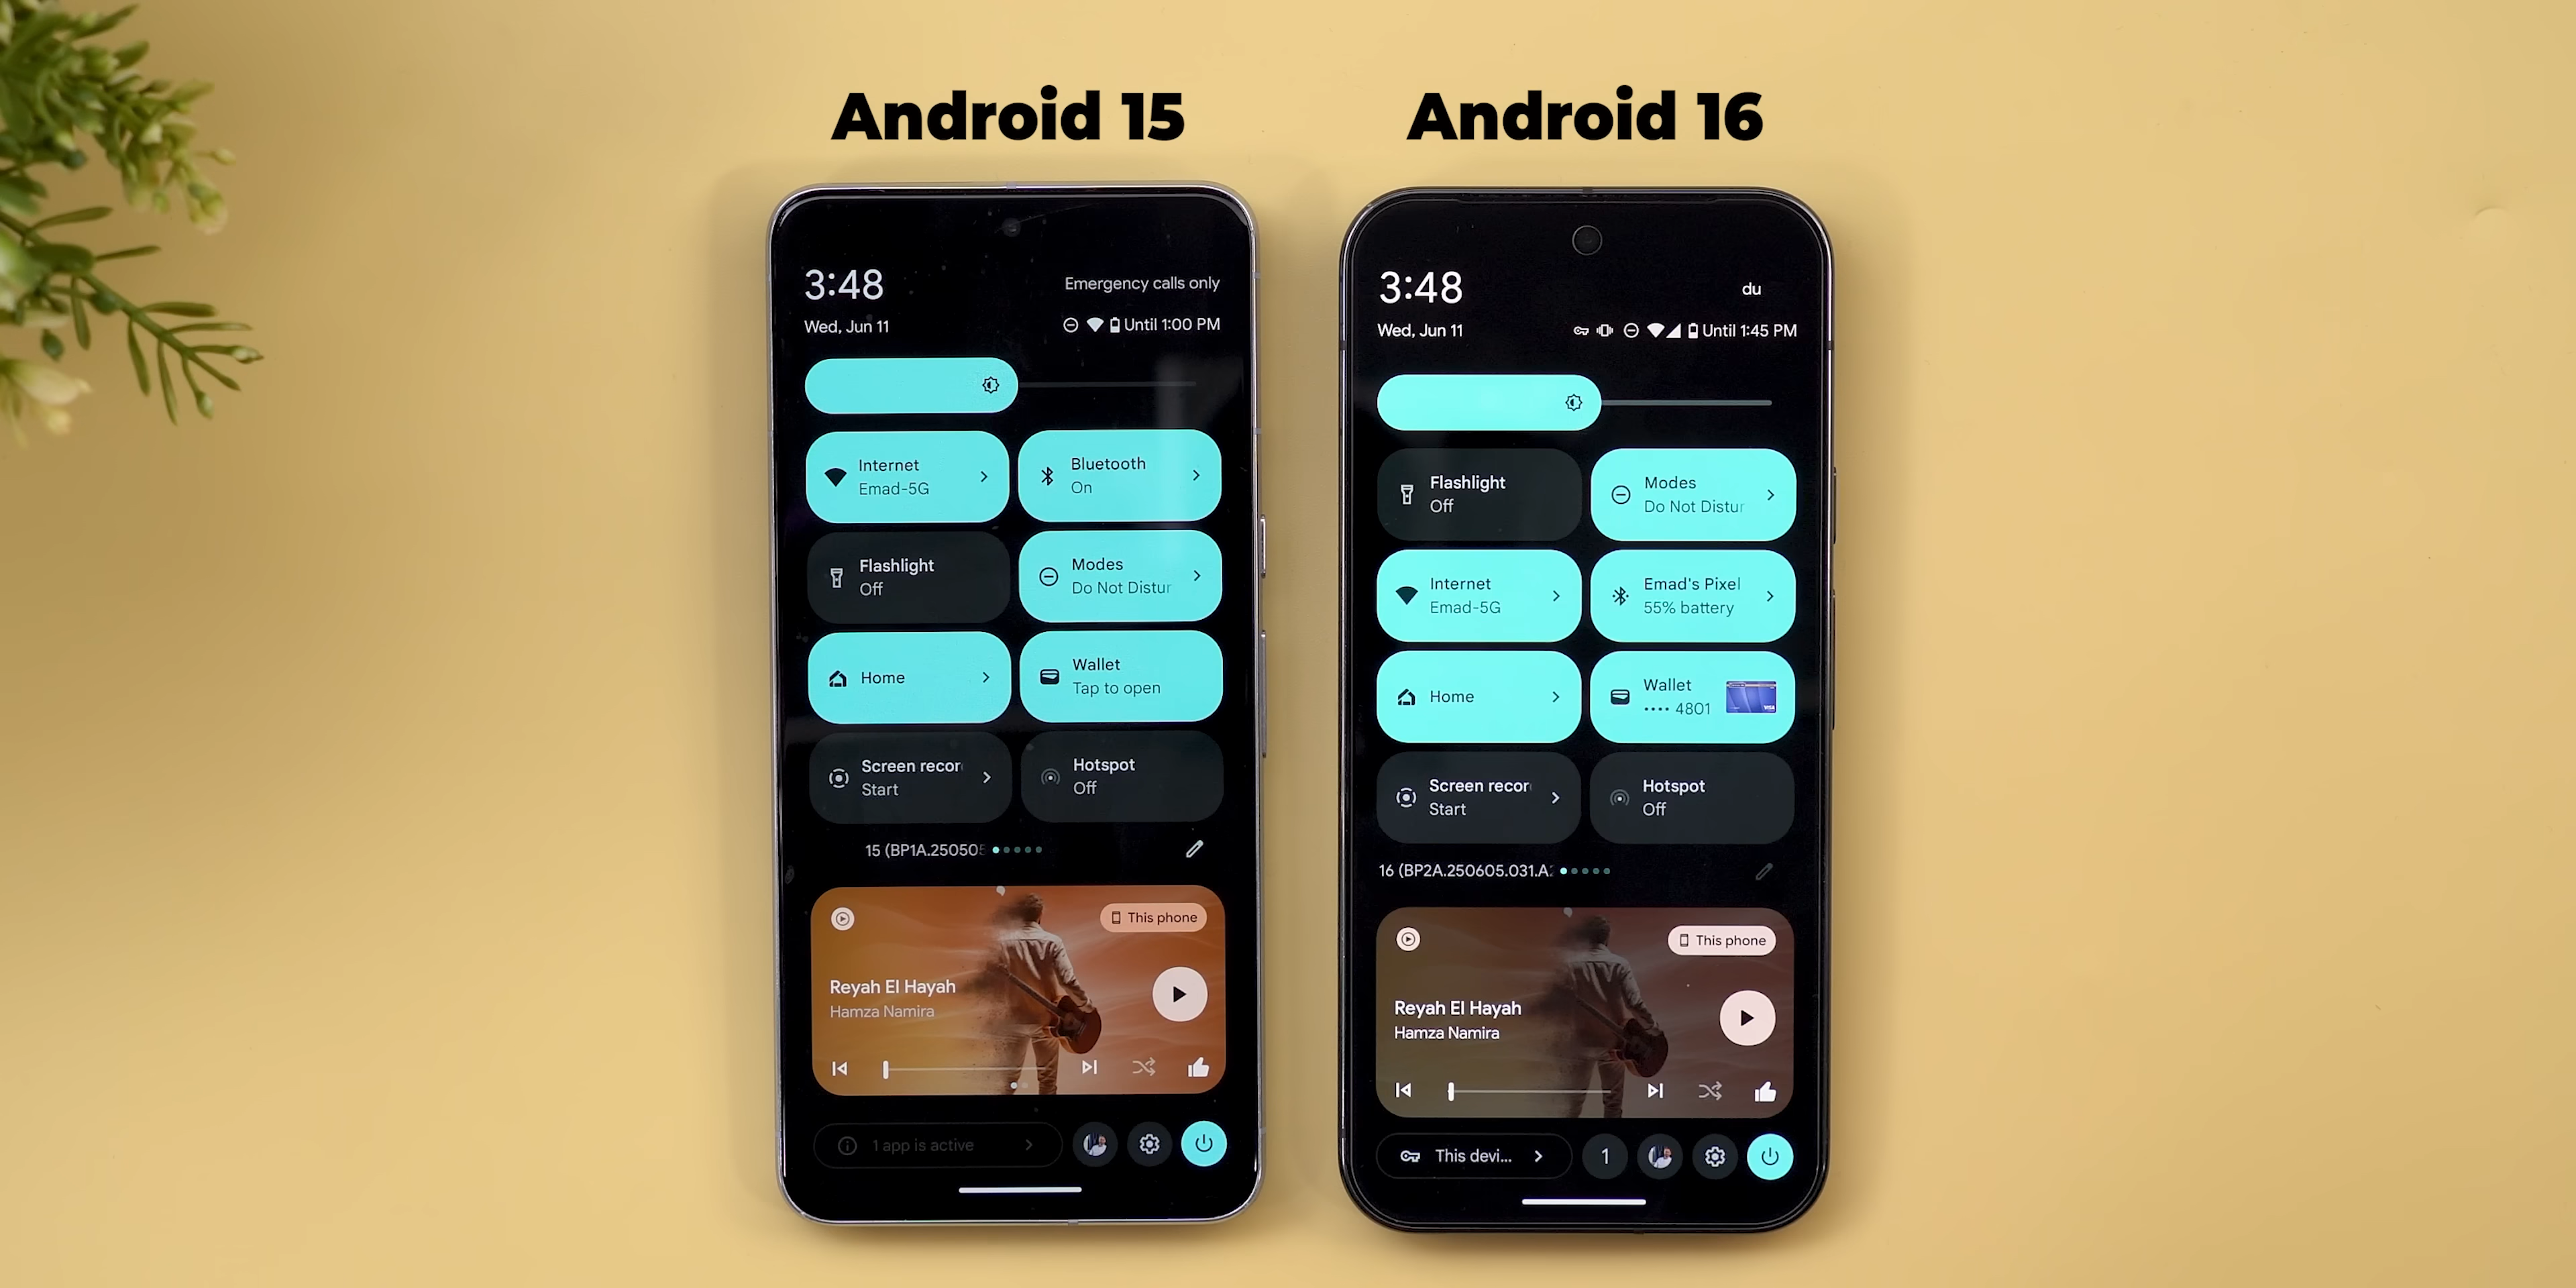 Android 15
3:48
Emergency calls only
Wed, Jun 11
Until 1:00 PM
Internet
Emad-5G
Bluetooth
On
Flashlight
Off
Modes
Do Not Distur
Home
Wallet
Tap to open
Screen recor
Start
Hotspot
Off
15 (BP1A.250505
This phone
Reyah El Hayah
Hamza Namira
1 app is active
Android 16
3:48
du
Wed, Jun 11
Until 1:45 PM
Flashlight
Off
Modes
Do Not Distur
Internet
Emad-5G
Emad's Pixel
55% battery
Home
Wallet
•••• 4801
VISA
Screen recor
Start
Hotspot
Off
16 (BP2A.250605.031.A
This phone
Reyah El Hayah
Hamza Namira
This devi...
1